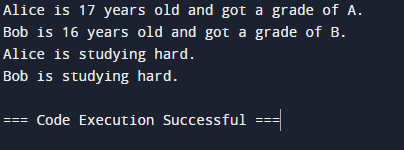 Alice is 17 years old and got a grade of A.
Bob is 16 years old and got a grade of B.
Alice is studying hard.
Bob is studying hard.
=== Code Execution Successful ===